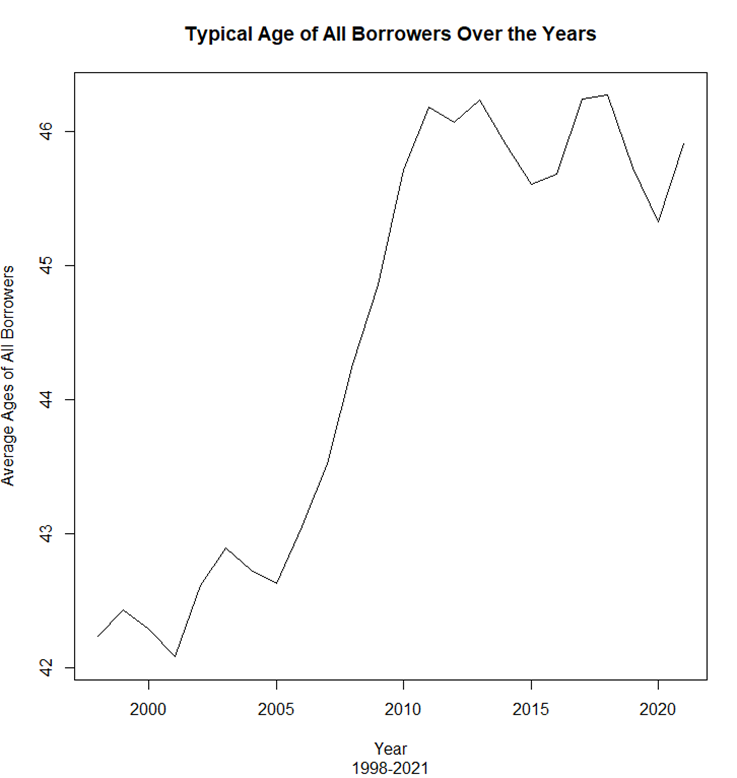 Typical Age of All Borrowers Over the Years
Average Ages of All Borrowers
46
45
44
43
42
2000 2005 2010 2015 2020
Year
1998-2021